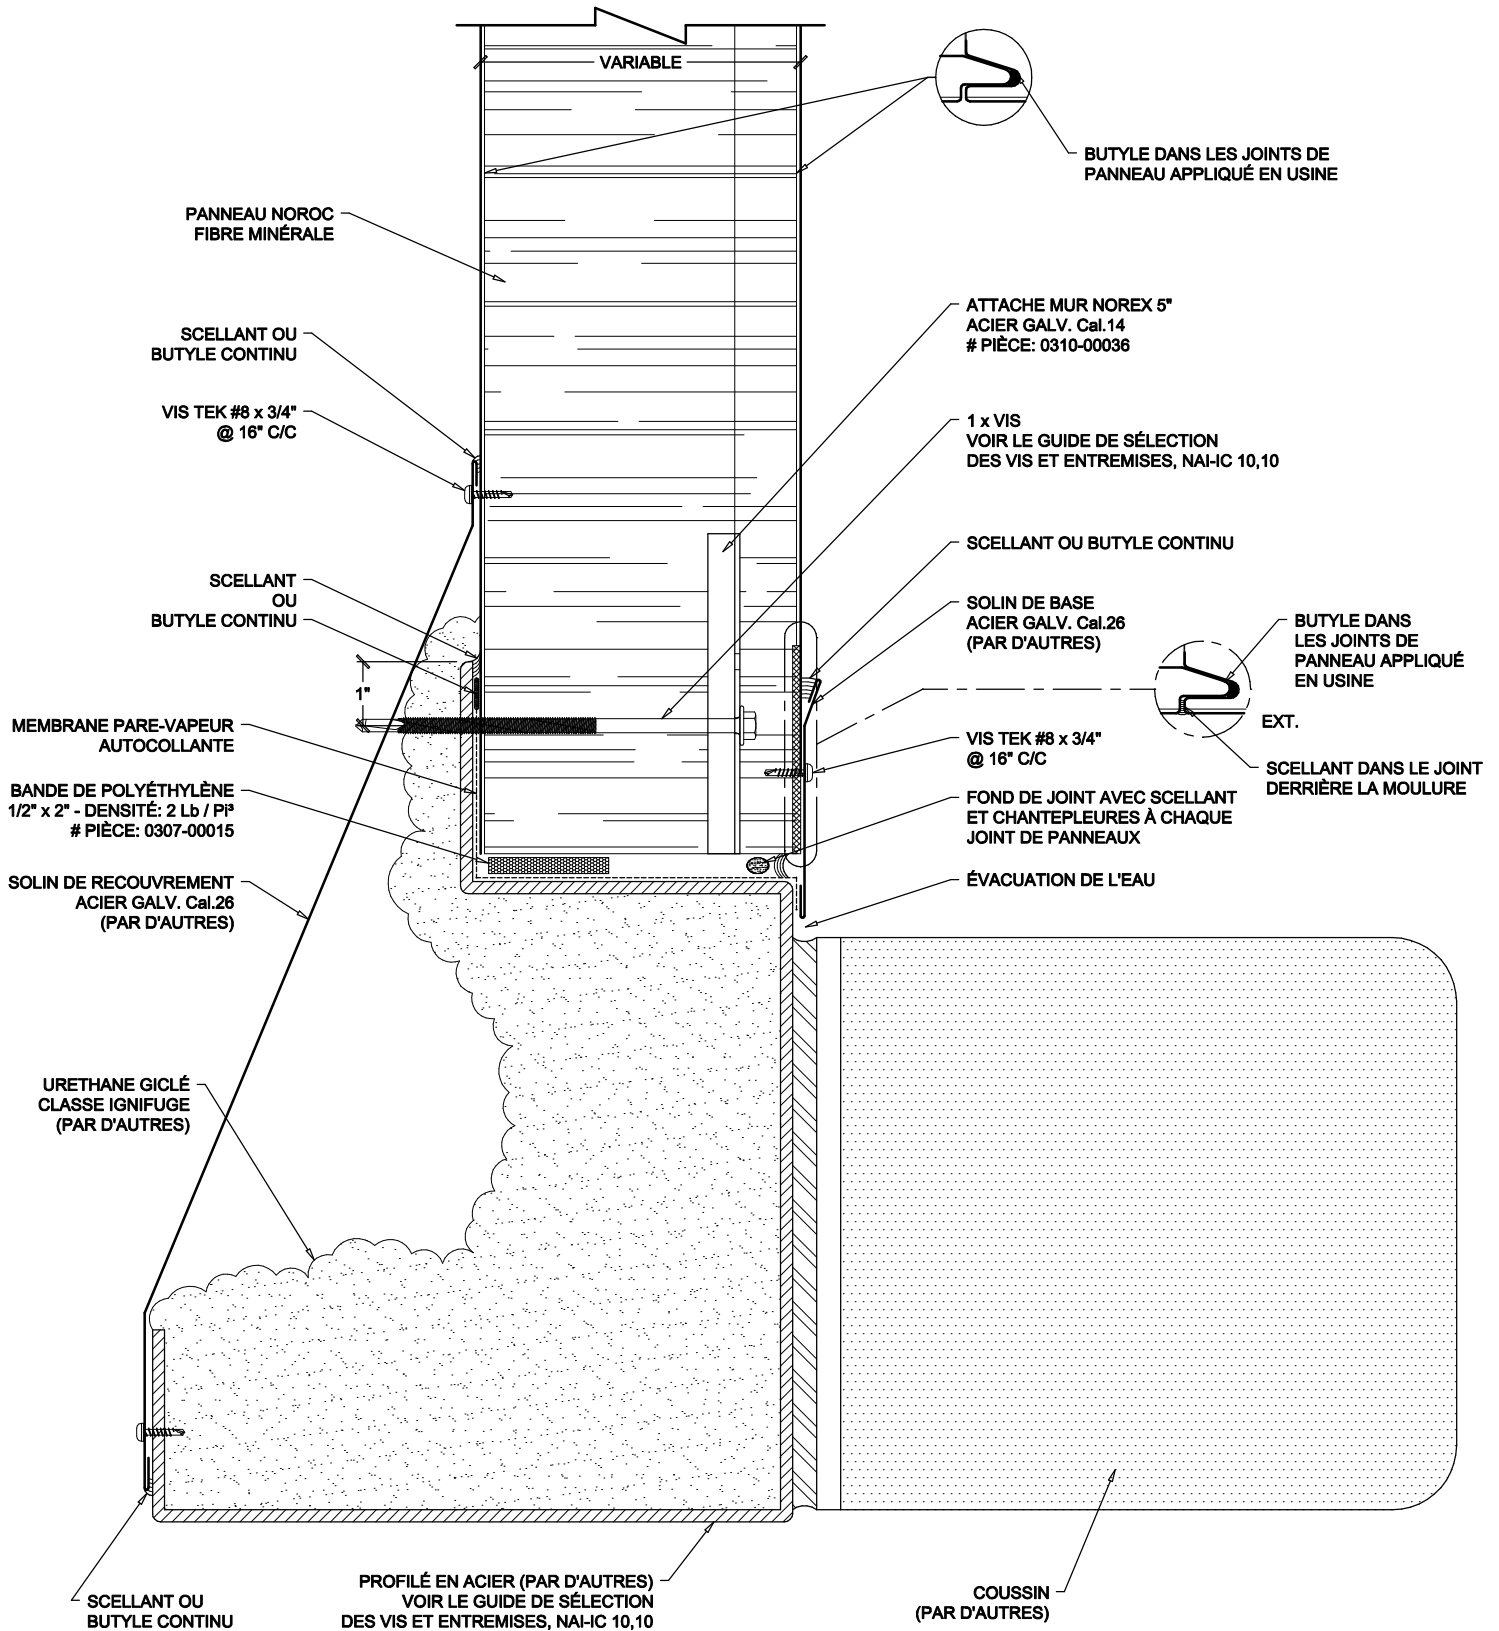 VARIABLE
BUTYLE DANS LES JOINTS DE
PANNEAU APPLIQUÉ EN USINE
PANNEAU NOROC
FIBRE MINÉRALE
ATTACHE MUR NOREX 5"
ACIER GALV. Cal.14
# PIÈCE: 0310-00036
SCELLANT OU
BUTYLE CONTINU
VIS TEK #8 x 3/4"
@ 16" C/C
1 x VIS
VOIR LE GUIDE DE SÉLECTION
DES VIS ET ENTREMISES, NAI-IC 10,10
SCELLANT OU BUTYLE CONTINU
SCELLANT
OU
BUTYLE CONTINU
SOLIN DE BASE
ACIER GALV. Cal.26
(PAR D'AUTRES)
BUTYLE DANS
LES JOINTS DE
PANNEAU APPLIQUÉ
EN USINE
1"
EXT.
MEMBRANE PARE-VAPEUR
AUTOCOLLANTE
VIS TEK #8 x 3/4"
@ 16" C/C
SCELLANT DANS LE JOINT
DERRIÈRE LA MOULURE
BANDE DE POLYÉTHYLÈNE
1/2" x 2" - DENSITÉ: 2 Lb / Pi³
# PIÈCE: 0307-00015
FOND DE JOINT AVEC SCELLANT
ET CHANTEPLEURES À CHAQUE
JOINT DE PANNEAUX
SOLIN DE RECOUVREMENT
ACIER GALV. Cal.26
(PAR D'AUTRES)
ÉVACUATION DE L'EAU
URETHANE GICLÉ
CLASSE IGNIFUGE
(PAR D'AUTRES)
SCELLANT OU
BUTYLE CONTINU
PROFILÉ EN ACIER (PAR D'AUTRES)
VOIR LE GUIDE DE SÉLECTION
DES VIS ET ENTREMISES, NAI-IC 10,10
COUSSIN
(PAR D'AUTRES)